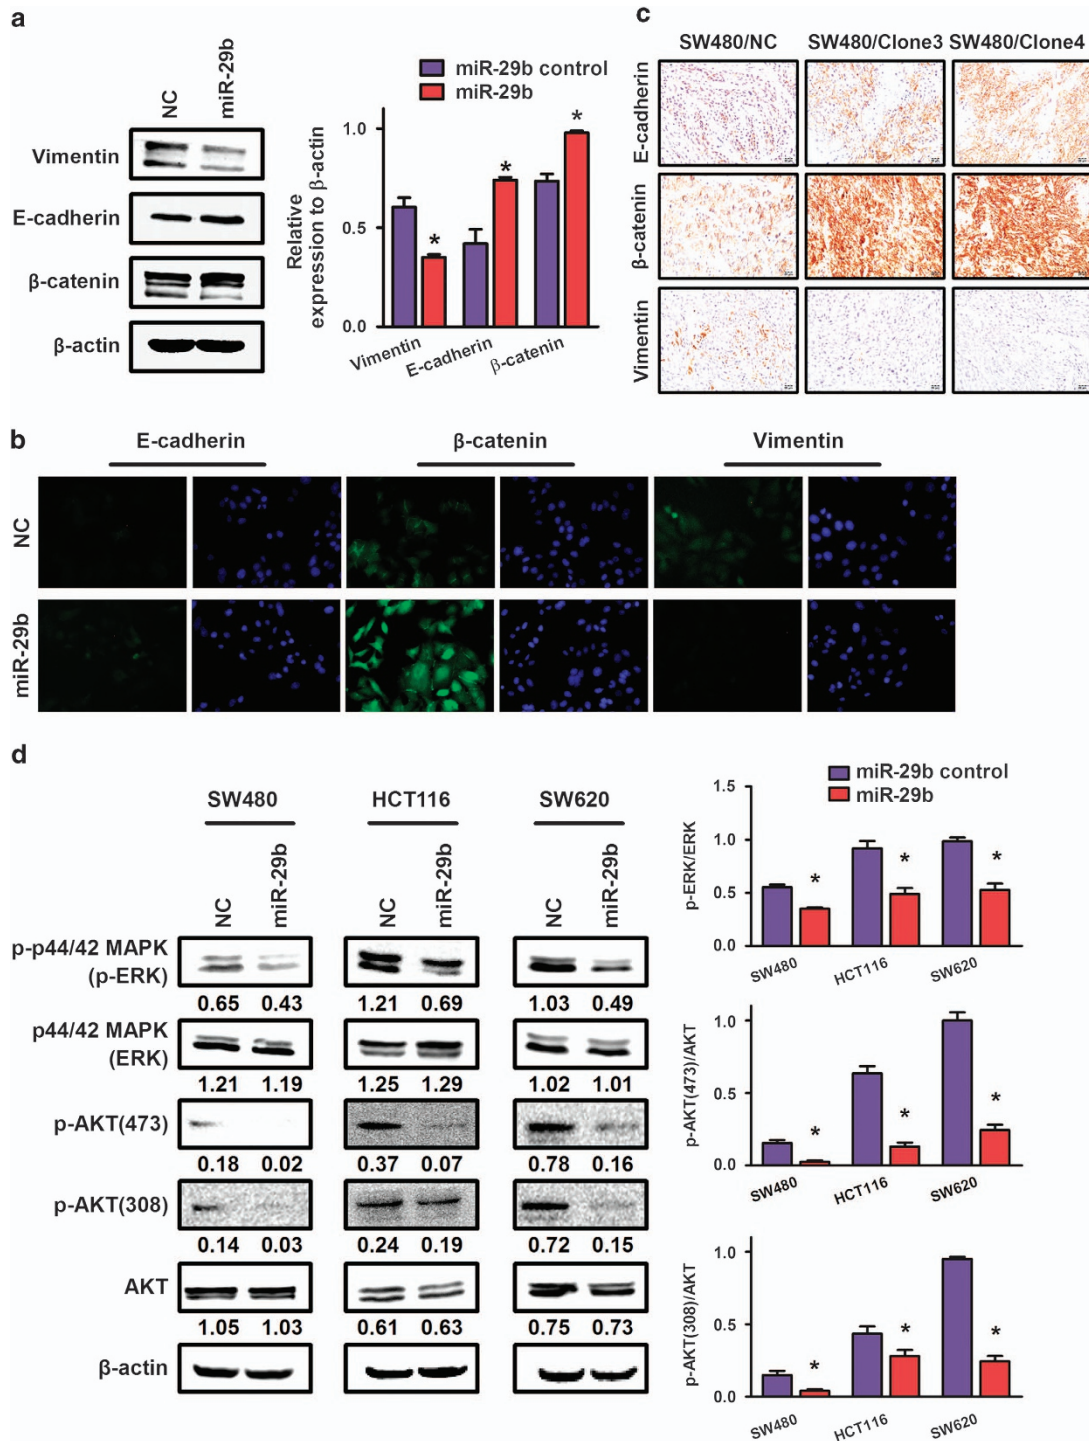 a
NC
miR-29b
Vimentin
E-cadherin
β-catenin
β-actin
miR-29b control
miR-29b
Relative
expression to β-actin
1.0
0.5
0.0
*
*
*
Vimentin
E-cadherin
β-catenin
c
SW480/NC SW480/Clone3 SW480/Clone4
E-cadherin
β-catenin
Vimentin
b
E-cadherin β-catenin Vimentin
NC
miR-29b
d
SW480 HCT116 SW620
NC miR-29b NC miR-29b NC miR-29b
p-p44/42 MAPK
(p-ERK)
0.65 0.43 1.21 0.69 1.03 0.49
p44/42 MAPK
(ERK)
1.21 1.19 1.25 1.29 1.02 1.01
p-AKT(473)
0.18 0.02 0.37 0.07 0.78 0.16
p-AKT(308)
0.14 0.03 0.24 0.19 0.72 0.15
AKT
1.05 1.03 0.61 0.63 0.75 0.73
β-actin
miR-29b control
miR-29b
p-ERK/ERK
1.5
1.0
0.5
0.0
* * *
SW480 HCT116 SW620
p-AKT(473)/AKT
1.0
0.5
0.0
* * *
SW480 HCT116 SW620
p-AKT(308)/AKT
1.0
0.5
0.0
* * *
SW480 HCT116 SW620